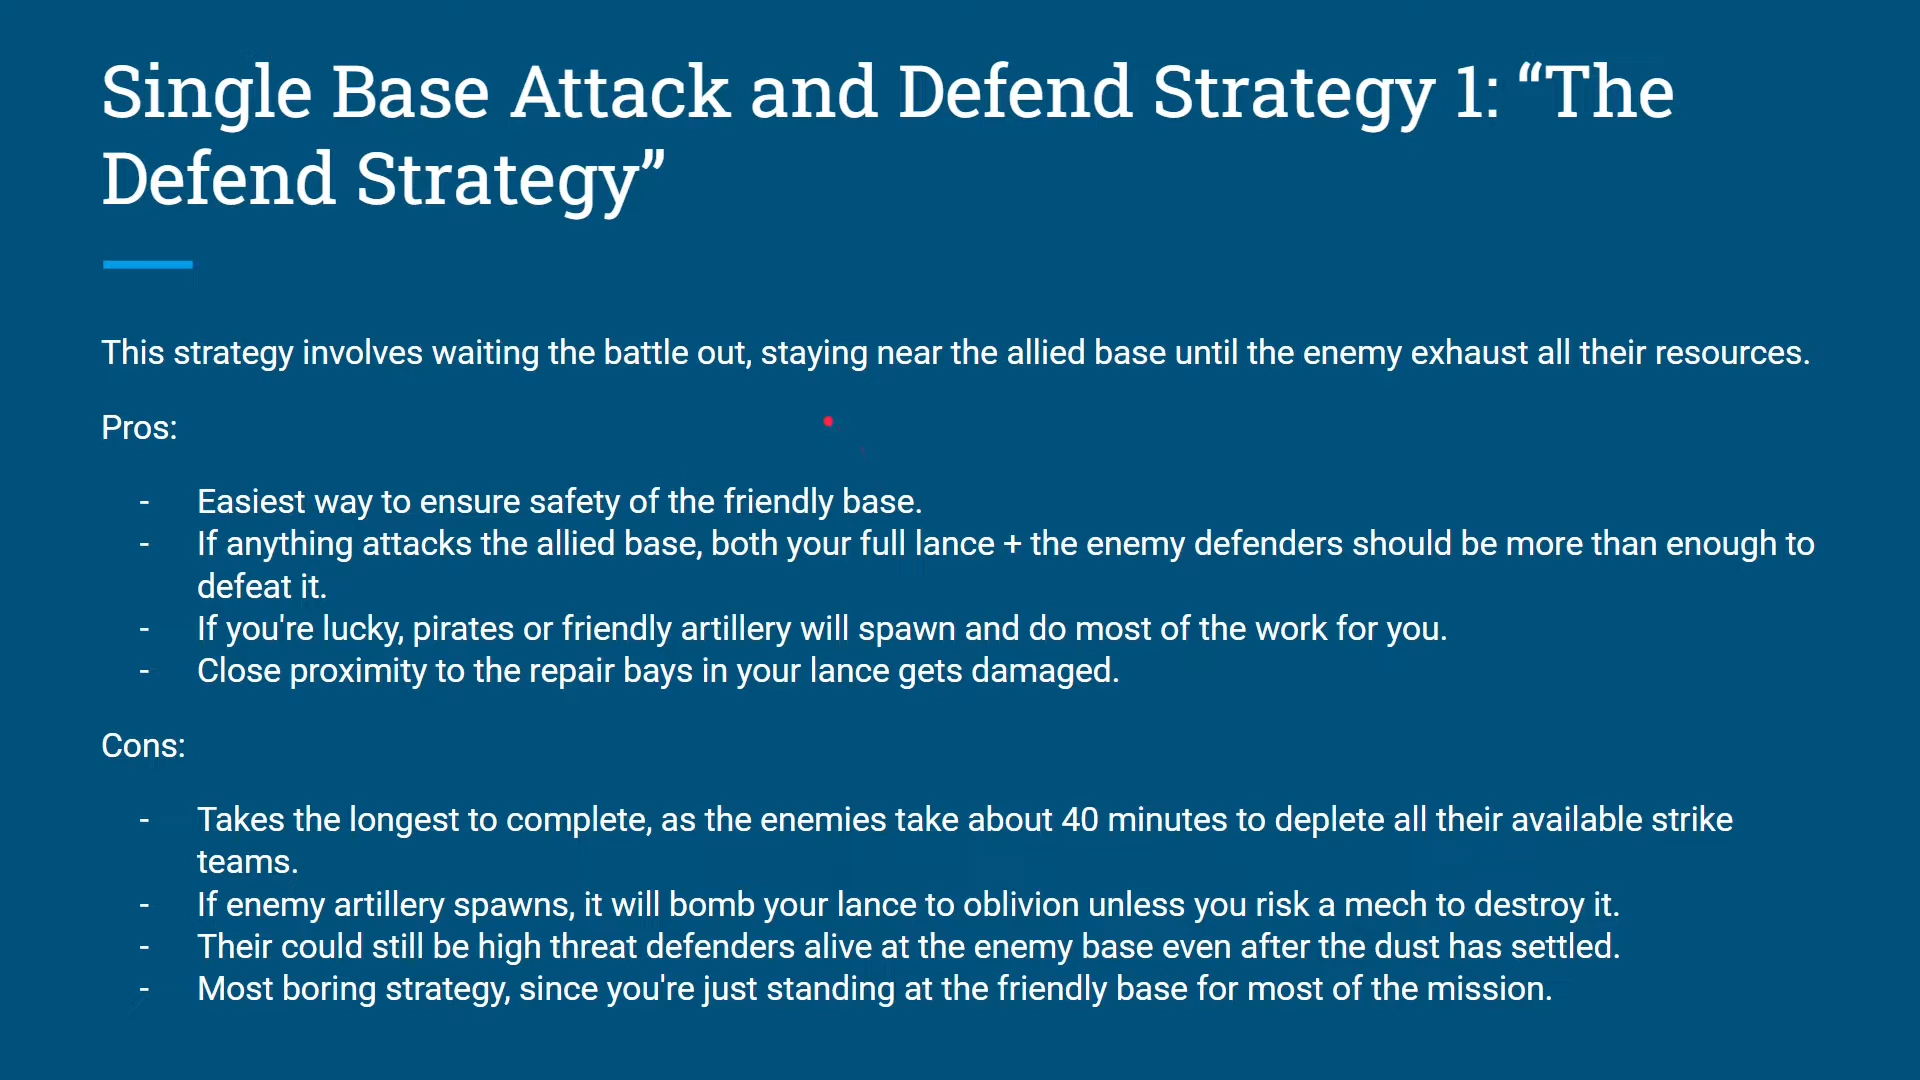 Single Base Attack and Defend Strategy 1: “The
Defend Strategy”
This strategy involves waiting the battle out, staying near the allied base until the enemy exhaust all their resources.
Pros:
- Easiest way to ensure safety of the friendly base.
- If anything attacks the allied base, both your full lance + the enemy defenders should be more than enough to
defeat it.
- If you're lucky, pirates or friendly artillery will spawn and do most of the work for you.
- Close proximity to the repair bays in your lance gets damaged.
Cons:
- Takes the longest to complete, as the enemies take about 40 minutes to deplete all their available strike
teams.
- If enemy artillery spawns, it will bomb your lance to oblivion unless you risk a mech to destroy it.
- Their could still be high threat defenders alive at the enemy base even after the dust has settled.
- Most boring strategy, since you're just standing at the friendly base for most of the mission.